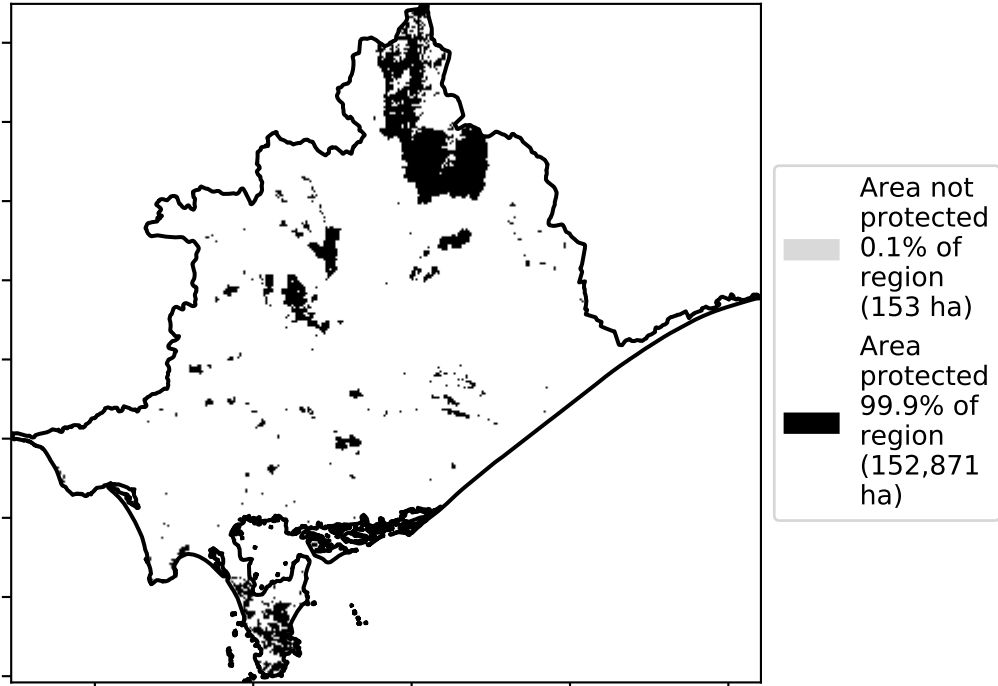 Area not
protected
0.1% of
region
(153 ha)
Area
protected
99.9% of
region
(152,871
ha)